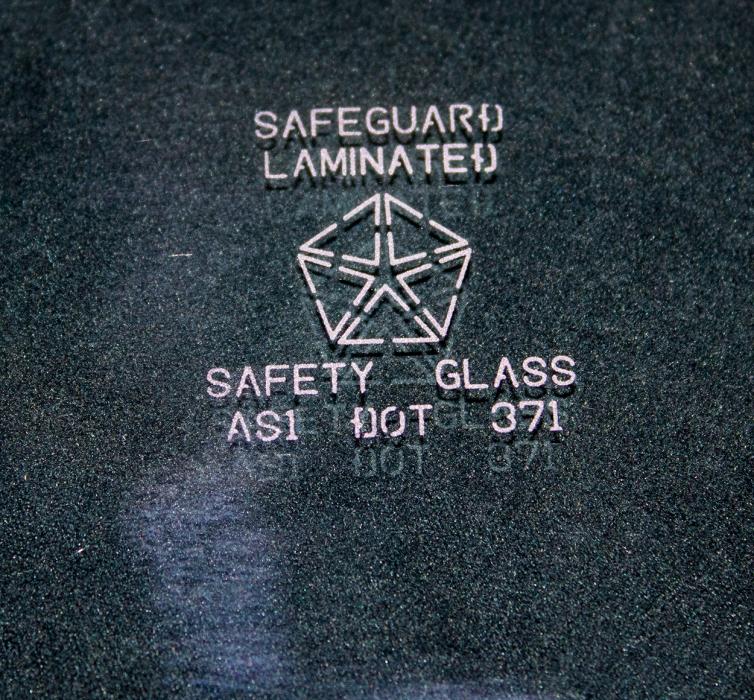 SAFEGUARD
LAMINATED
SAFETY GLASS
AS1 DOT 371